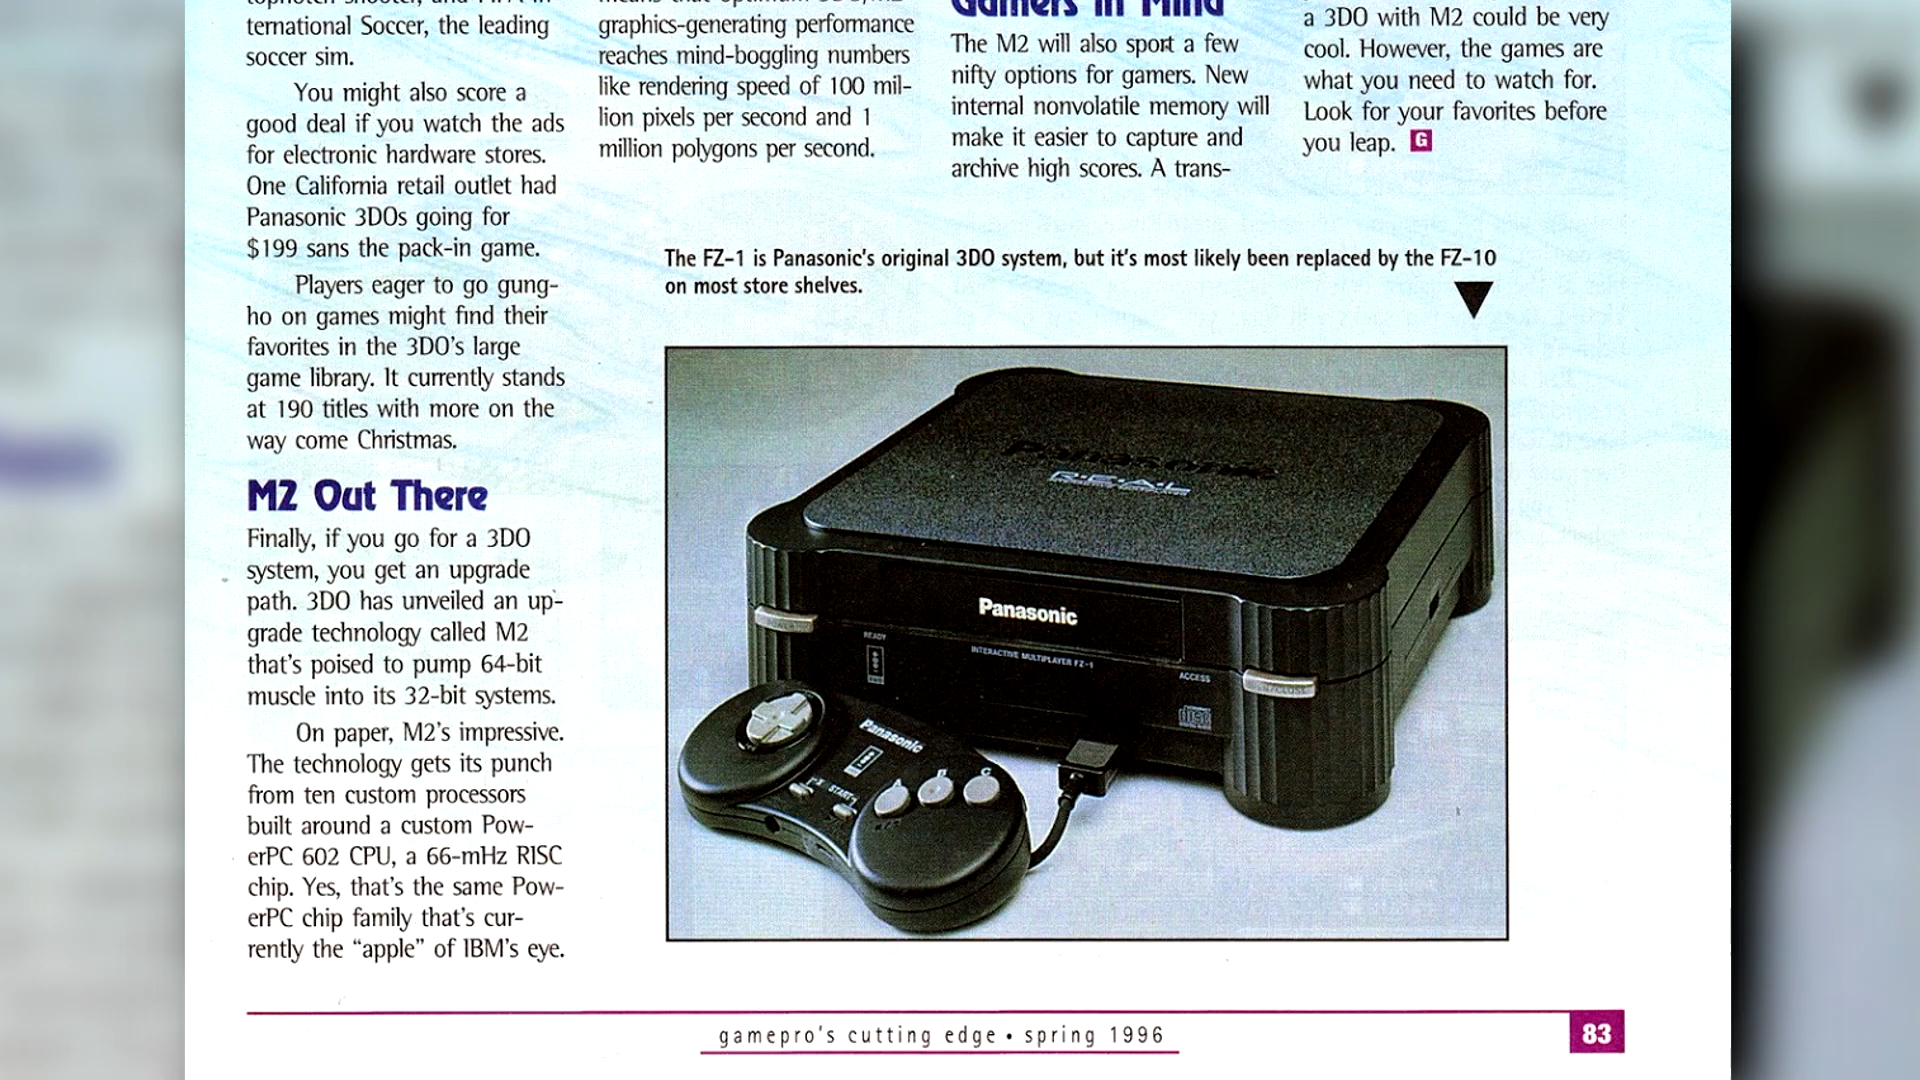 ternational Soccer, the leading
soccer sim.
You might also score a
good deal if you watch the ads
for electronic hardware stores.
One California retail outlet had
Panasonic 3DOs going for
$199 sans the pack-in game.
Players eager to go gung-
ho on games might find their
favorites in the 3DO's large
game library. It currently stands
at 190 titles with more on the
way come Christmas.
M2 Out There
Finally, if you go for a 3DO
system, you get an upgrade
path. 3DO has unveiled an up-
grade technology called M2
that's poised to pump 64-bit
muscle into its 32-bit systems.
On paper, M2's impressive.
The technology gets its punch
from ten custom processors
built around a custom Pow-
erPC 602 CPU, a 66-mHz RISC
chip. Yes, that's the same Pow-
erPC chip family that's cur-
rently the "apple" of IBM's eye.
graphics-generating performance
reaches mind-boggling numbers
like rendering speed of 100 mil-
lion pixels per second and 1
million polygons per second.
Gamers in Mind
The M2 will also sport a few
nifty options for gamers. New
internal nonvolatile memory will
make it easier to capture and
archive high scores. A trans-
a 3DO with M2 could be very
cool. However, the games are
what you need to watch for.
Look for your favorites before
you leap. G
The FZ-1 is Panasonic's original 3DO system, but it's most likely been replaced by the FZ-10
on most store shelves.
Panasonic
R·E·A·L
Panasonic
READY
INTERACTIVE MULTIPLAYER FZ-1
ACCESS
Panasonic
START
A B C
gamepro's cutting edge • spring 1996
83